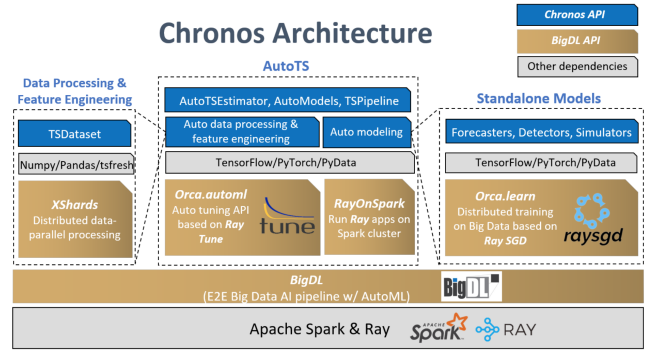 Chronos Architecture
Chronos API
BigDL API
Other dependencies
Data Processing &
Feature Engineering
TSDataset
Numpy/Pandas/tsfresh
XShards
Distributed data-
parallel processing
AutoTS
AutoTSEstimator, AutoModels, TSPipeline
Auto data processing &
feature engineering
Auto modeling
TensorFlow/PyTorch/PyData
Orca.automl
Auto tuning API
based on Ray
Tune
tune
RayOnSpark
Run Ray apps on
Spark cluster
Standalone Models
Forecasters, Detectors, Simulators
TensorFlow/PyTorch/PyData
Orca.learn
Distributed training
on Big Data based on
Ray SGD
raysgd
BigDL
(E2E Big Data AI pipeline w/ AutoML)
BigDL
Apache Spark & Ray
APACHE
Spark
RAY